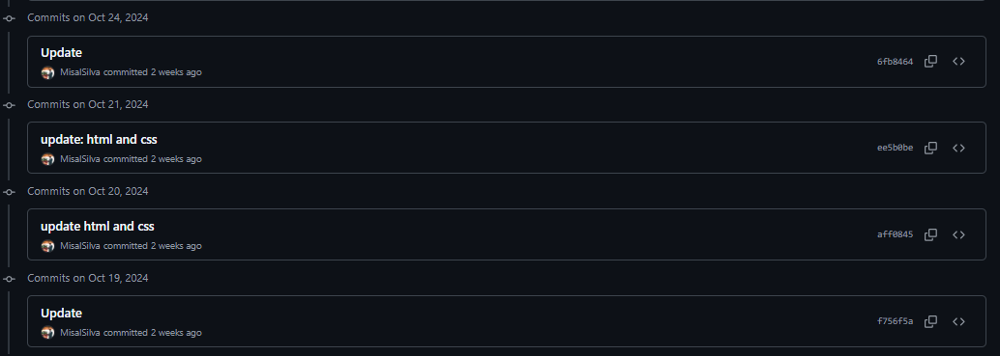 Commits on Oct 24, 2024
Update
MisalSilva committed 2 weeks ago
6fb8464
Commits on Oct 21, 2024
update: html and css
MisalSilva committed 2 weeks ago
ee5b0be
Commits on Oct 20, 2024
update html and css
MisalSilva committed 2 weeks ago
aff0845
Commits on Oct 19, 2024
Update
MisalSilva committed 2 weeks ago
f756f5a